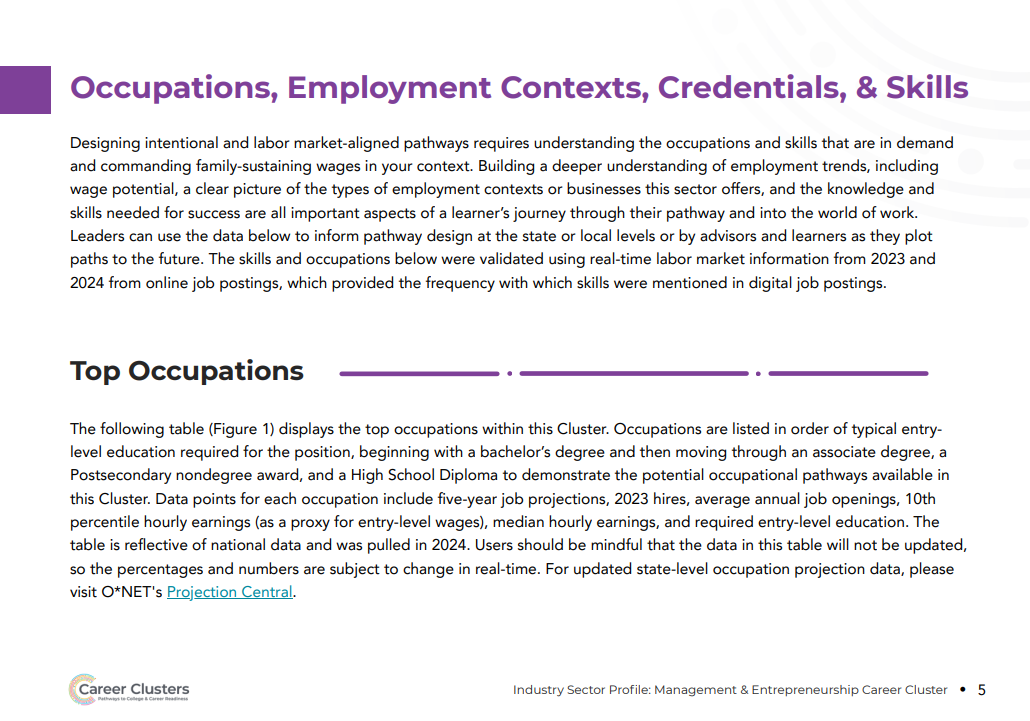 Occupations, Employment Contexts, Credentials, & Skills
Designing intentional and labor market-aligned pathways requires understanding the occupations and skills that are in demand
and commanding family-sustaining wages in your context. Building a deeper understanding of employment trends, including
wage potential, a clear picture of the types of employment contexts or businesses this sector offers, and the knowledge and
skills needed for success are all important aspects of a learner’s journey through their pathway and into the world of work.
Leaders can use the data below to inform pathway design at the state or local levels or by advisors and learners as they plot
paths to the future. The skills and occupations below were validated using real-time labor market information from 2023 and
2024 from online job postings, which provided the frequency with which skills were mentioned in digital job postings.
Top Occupations
The following table (Figure 1) displays the top occupations within this Cluster. Occupations are listed in order of typical entry-
level education required for the position, beginning with a bachelor’s degree and then moving through an associate degree, a
Postsecondary nondegree award, and a High School Diploma to demonstrate the potential occupational pathways available in
this Cluster. Data points for each occupation include five-year job projections, 2023 hires, average annual job openings, 10th
percentile hourly earnings (as a proxy for entry-level wages), median hourly earnings, and required entry-level education. The
table is reflective of national data and was pulled in 2024. Users should be mindful that the data in this table will not be updated,
so the percentages and numbers are subject to change in real-time. For updated state-level occupation projection data, please
visit O*NET's Projection Central.
Career Clusters
Pathways to College & Career Readiness
Industry Sector Profile: Management & Entrepreneurship Career Cluster • 5